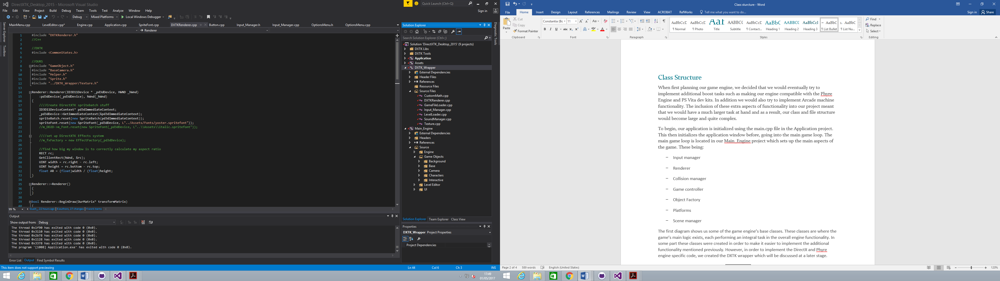 DirectXTK_Desktop_2015 - Microsoft Visual Studio
Quick Launch (Ctrl+Q)
File Edit View Project Build Debug Team Tools Test Analyze Window Help
Sign in
Debug Mixed Platforms Local Windows Debugger
Server Explorer
Toolbox
MainMenu.cpp LevelEditor.cpp* Engine.cpp Application.cpp SpriteFont.cpp DXTKRenderer.cpp Button.cpp Input_Manager.h Input_Manager.cpp OptionsMenu.h OptionsMenu.cpp
Renderer
1 #include "DXTKRenderer.h"
2 //C++
3
4 //DXTK
5 #include <CommonStates.h>
6
7 //OURS
8 #include "GameObject.h"
9 #include "BaseCamera.h"
10 #include "Helper.h"
11 #include "Sprite.h"
12 #include "../DXTK_Wrapper/Texture.h"
13
14 Renderer::Renderer(ID3D11Device * _pd3dDevice, HWND _hWnd)
15 :pd3dDevice(_pd3dDevice), hWnd(_hWnd)
16 {
17 ////Create DirectXTK spritebatch stuff
18 ID3D11DeviceContext* pd3dImmediateContext;
19 _pd3dDevice->GetImmediateContext(&pd3dImmediateContext);
20 spriteBatch.reset(new SpriteBatch(pd3dImmediateContext));
21 spriteFont.reset(new SpriteFont(_pd3dDevice, L"../Assets/Fonts/yoster.spritefont"));
22 //m_DD2D->m_Font.reset(new SpriteFont(_pd3dDevice, L"..\\Assets\\italic.spritefont"));
23
24 ////set up DirectXTK Effects system
25 //m_fxFactory = new EffectFactory(_pd3dDevice);
26
27 //find how big my window is to correctly calculate my aspect ratio
28 RECT rc;
29 GetClientRect(hWnd, &rc);
30 UINT width = rc.right - rc.left;
31 UINT height = rc.bottom - rc.top;
32 float AR = (float)width / (float)height;
33 }
34
35 Renderer::~Renderer()
36 {
37 }
38
39 bool Renderer::BeginDraw(OurMatrix* transformMatrix)
40 {
99 % Gualt_, 22 hours ago | 6 authors, 27 changes | 4 work items
Output
Show output from: Debug
The thread 0x1f90 has exited with code 0 (0x0).
The thread 0x3110 has exited with code 0 (0x0).
The thread 0x2b78 has exited with code 0 (0x0).
The thread 0x1128 has exited with code 0 (0x0).
The thread 0x3378 has exited with code 0 (0x0).
The program '[1008] Application.exe' has exited with code 0 (0x0).
Error List Output Find Symbol Results
This item does not support previewing Ln 44 Col 6 Ch 3 INS
Solution Explorer
Diagnostic Tools
Search Solution Explorer (Ctrl+;)
Solution 'DirectXTK_Desktop_2015' (9 projects)
DXTK Libs
DXTK Tools
Application
Assets
DXTK_Wrapper
External Dependencies
Header Files
References
Resource Files
Source Files
CustomMath.cpp
DXTKRenderer.cpp
GameFileLoader.cpp
Input_Manager.cpp
LevelLoader.cpp
SoundManager.cpp
Texture.cpp
Main_Engine
External Dependencies
Headers
References
Source
Engine
Game Objects
Background
Base
Camera
Characters
Interactive
Level Editor
UI
Solution Explorer Team Explorer Class View
Properties
DXTK_Wrapper Project Properties
Project Dependencies
17:49
01/05/2017
Class sturcture - Word
File Home Insert Design Layout References Mailings Review View ACROBAT RefWorks Tell me what you want to do... Sign in Share
Paste
Cut
Copy
Format Painter
Clipboard
Constantia (Bc 11
Font
Paragraph
AaBbCcD AaBbCcC AaI AABBCC AaBbCcC AaBbC AABBCC AaBbCcI AaBbC 1. AaBbC
¶ Normal ¶ Photo Title Subtitle ¶ Contact... Heading 1 Heading 2 Heading 3 ¶ List Bullet ¶ List Nu...
Styles
Find
Replace
Select
Editing
Class Structure
When first planning our game engine, we decided that we would eventually try to
implement additional boost tasks such as making our engine compatible with the Phyre
Engine and PS Vita dev kits. In addition we would also try to implement Arcade machine
functionality. The inclusion of these extra aspects of functionality into our project meant
that we would have a much larger task at hand and as a result, our class and file structure
would become large and quite complex.
To begin, our application is initialized using the main.cpp file in the Application project.
This then initializes the application window before, going into the main game loop. The
main game loop is located in our Main_Engine project which sets up the main aspects of
the game. These being:
– Input manager
– Renderer
– Collision manager
– Game controller
– Object Factory
– Platforms
– Scene manager
The first diagram shows us some of the game engine's base classes. These classes are where the
game's main logic exists, each performing an integral task in the overall engine functionality. In
some part these classes were created in order to make it easier to implement the additional
functionality mentioned previously. However, in order to implement the DirectX and Phyre
engine specific code, we created the DXTK wrapper which will be discussed at a later stage.
Page 2 of 4 589 words English (United States) 120%